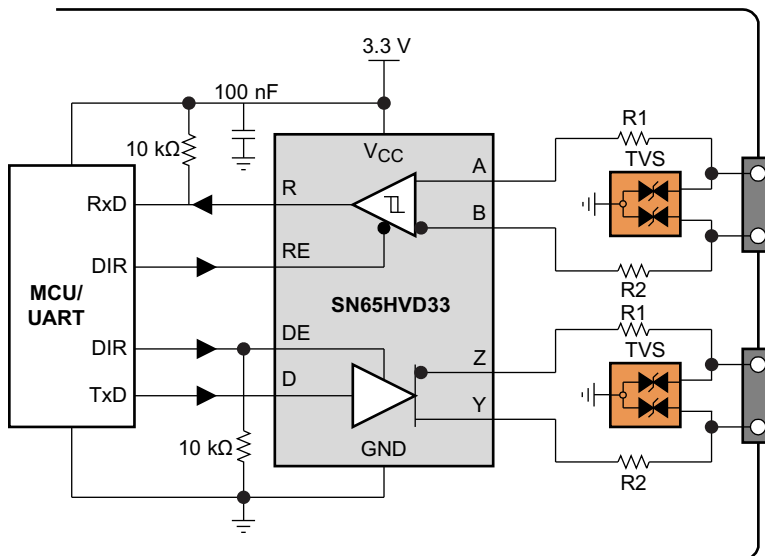 3.3 V
100 nF
10 kΩ
R1
TVS
V_CC
A
RxD
R
B
DIR
RE
R2
MCU/
UART
SN65HVD33
R1
TVS
DIR
DE
Z
TxD
D
Y
10 kΩ
GND
R2